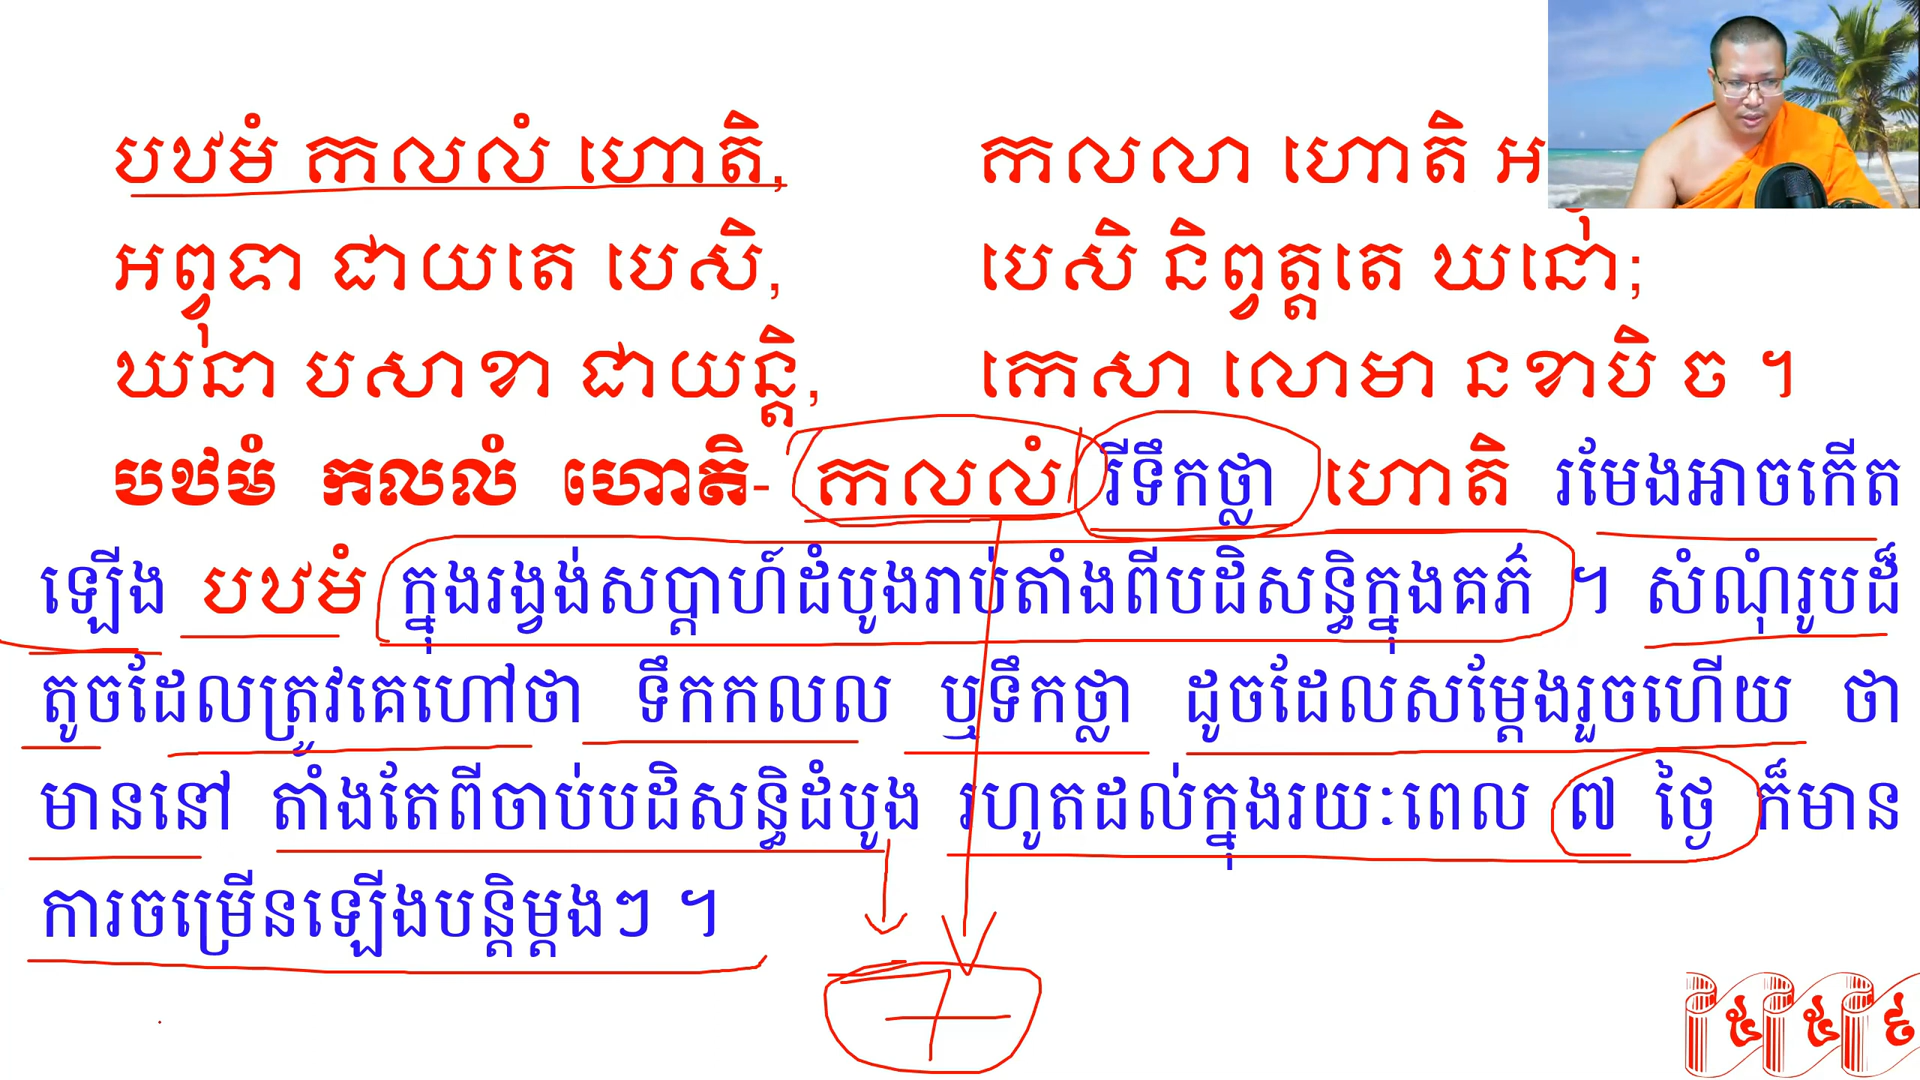 បឋមំ កលលំ ហោតិ, កលលា ហោតិ អ
អព្វុទា ជាយតេ បេសិ, បេសិ និព្វត្តតេ ឃនោ;
ឃនា បសាខា ជាយន្តិ, កេសា លោមា នខាបិ ច ។
បឋមំ កលលំ ហោតិ- កលលំ រីទឹកថ្លា ហោតិ រមែងអាចកើត
ឡើង បឋមំ ក្នុងរង្វង់សប្តាហ៍ដំបូងរាប់តាំងពីបដិសន្ធិក្នុងគភ៌ ។ សំណុំរូបដ៏
តូចដែលត្រូវគេហៅថា ទឹកកលល ឬទឹកថ្លា ដូចដែលសម្តែងរួចហើយ ថា
មាននៅ តាំងតែពីចាប់បដិសន្ធិដំបូង រហូតដល់ក្នុងរយៈពេល ៧ ថ្ងៃ ក៏មាន
ការចម្រើនឡើងបន្តិម្តងៗ ។
7
៥៥៩